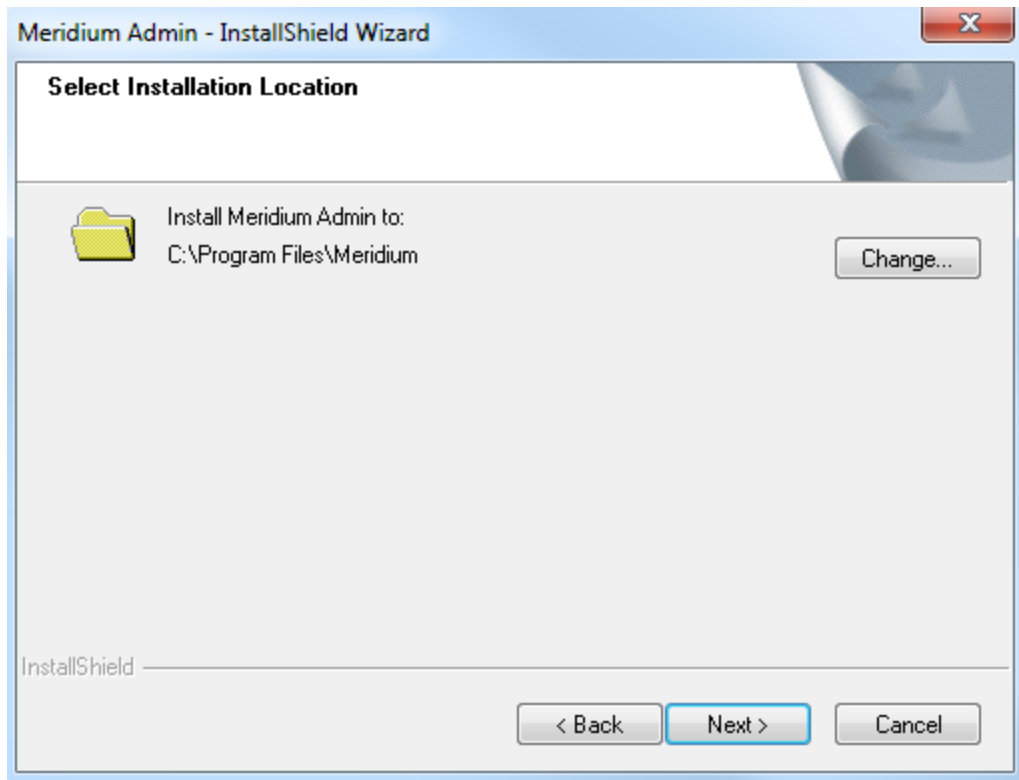 Meridium Admin - InstallShield Wizard
Select Installation Location
Install Meridium Admin to:
C:\Program Files\Meridium
Change...
InstallShield
< Back
Next >
Cancel